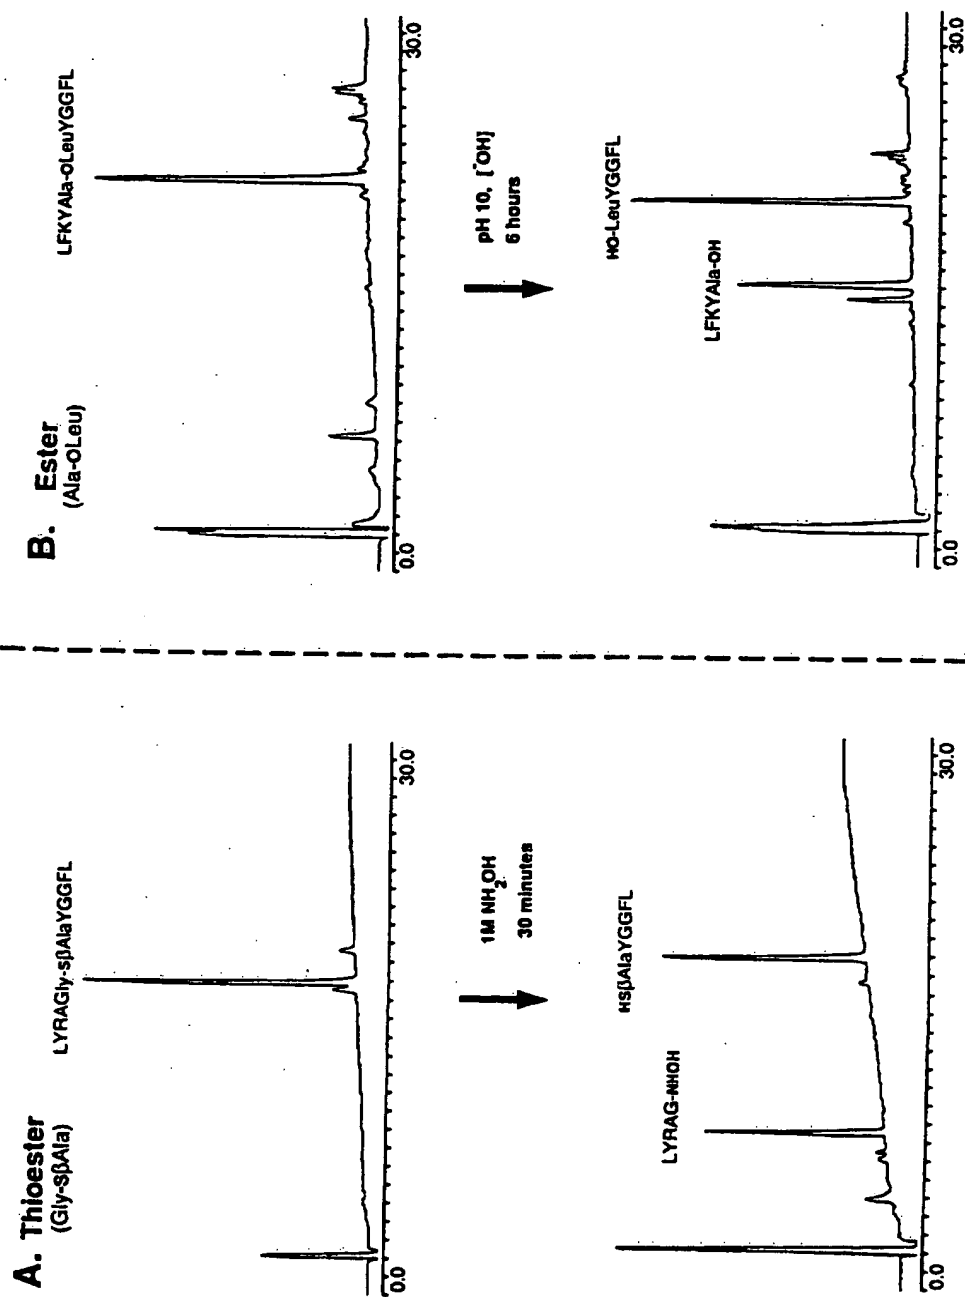 A. Thioester
(Gly-sβAla)
LYRAGly-sβAlaYGGFL
0.0
30.0
1M NH2OH
30 minutes
LYRAG-NHOH
HSβAlaYGGFL
0.0
30.0
B. Ester
(Ala-OLeu)
LFKYAla-OLeuYGGFL
0.0
30.0
pH 10, [-OH]
6 hours
LFKYAla-OH
HO-LeuYGGFL
0.0
30.0